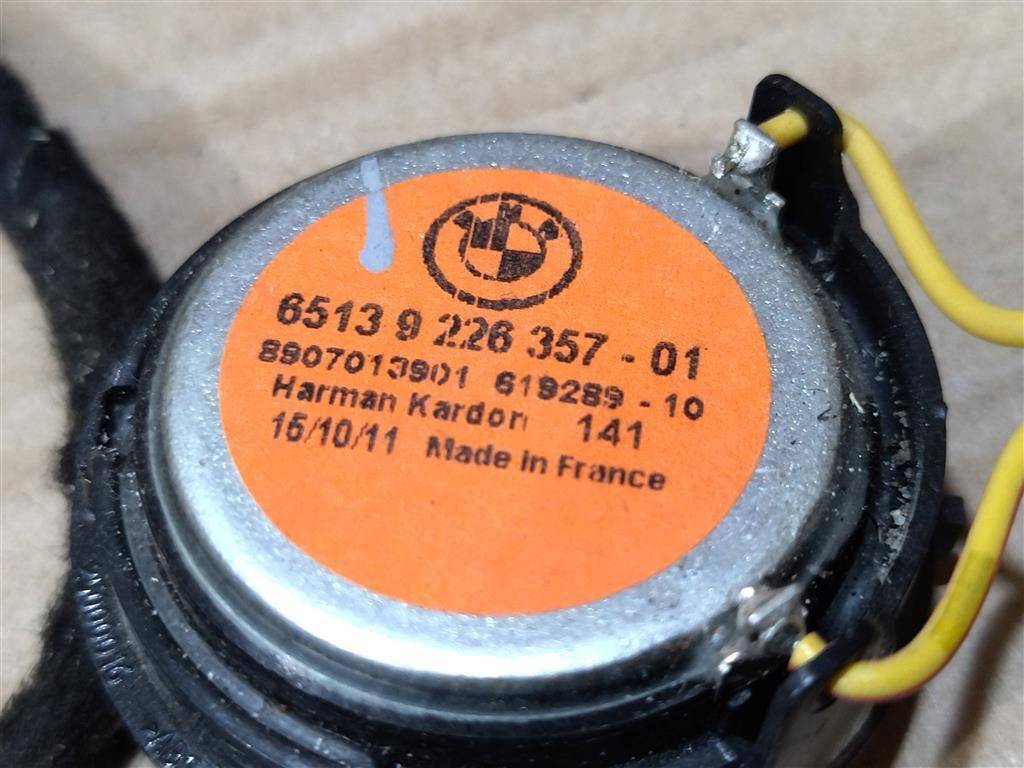 6513 9 226 357 - 01
8907013901 619289 - 10
Harman Kardon 141
15/10/11 Made in France